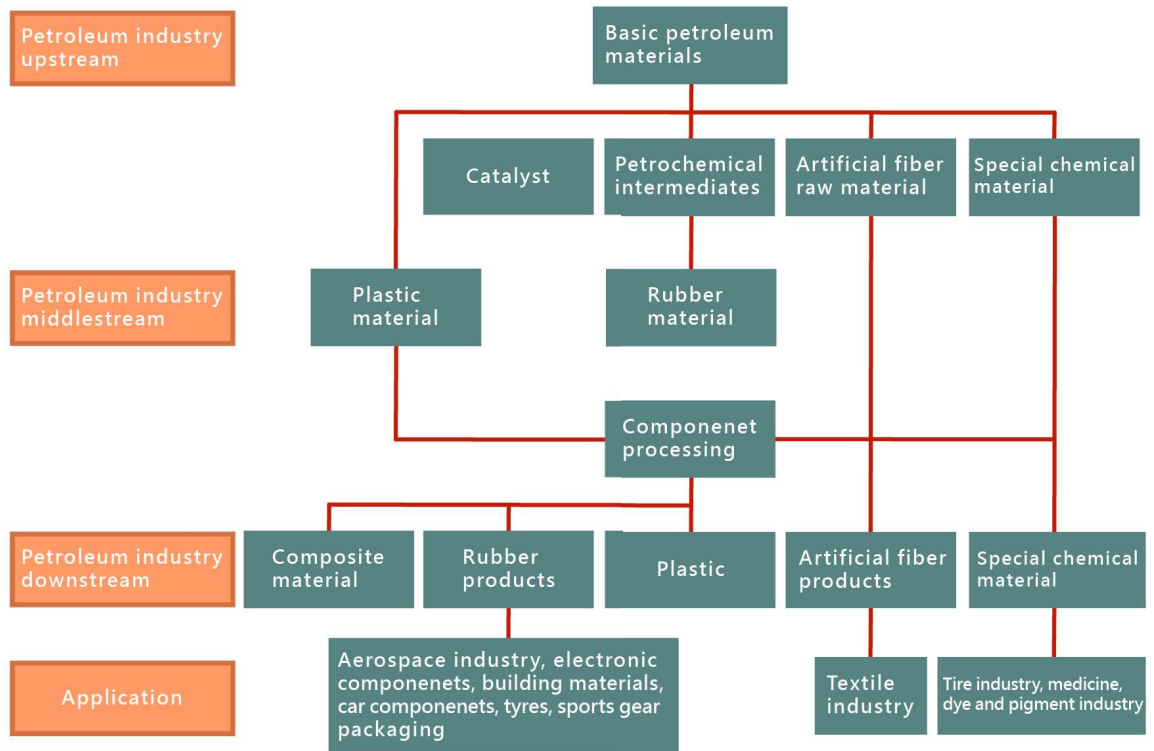 Petroleum industry
upstream
Basic petroleum
materials
Catalyst
Petrochemical
intermediates
Artificial fiber
raw material
Special chemical
material
Petroleum industry
middlestream
Plastic
material
Rubber
material
Componenet
processing
Petroleum industry
downstream
Composite
material
Rubber
products
Plastic
Artificial fiber
products
Special chemical
material
Application
Aerospace industry, electronic
componenets, building materials,
car componenets, tyres, sports gear
packaging
Textile
industry
Tire industry, medicine,
dye and pigment industry